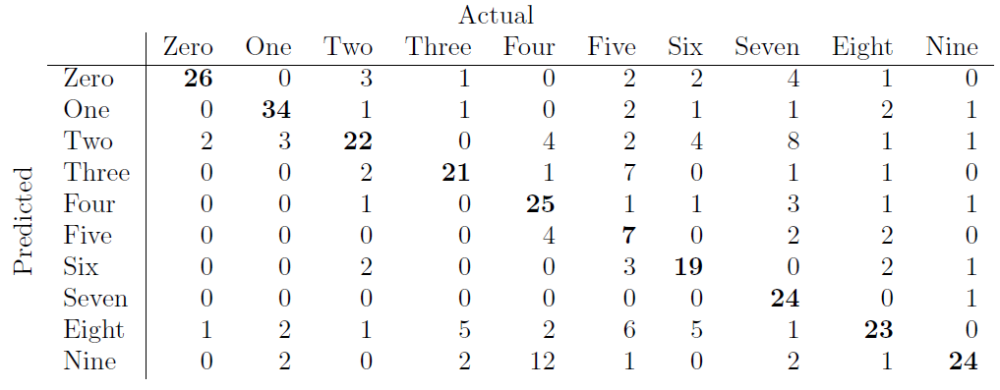 Actual
Zero One Two Three Four Five Six Seven Eight Nine
Predicted
Zero 26 0 3 1 0 2 2 4 1 0
One 0 34 1 1 0 2 1 1 2 1
Two 2 3 22 0 4 2 4 8 1 1
Three 0 0 2 21 1 7 0 1 1 0
Four 0 0 1 0 25 1 1 3 1 1
Five 0 0 0 0 4 7 0 2 2 0
Six 0 0 2 0 0 3 19 0 2 1
Seven 0 0 0 0 0 0 0 24 0 1
Eight 1 2 1 5 2 6 5 1 23 0
Nine 0 2 0 2 12 1 0 2 1 24